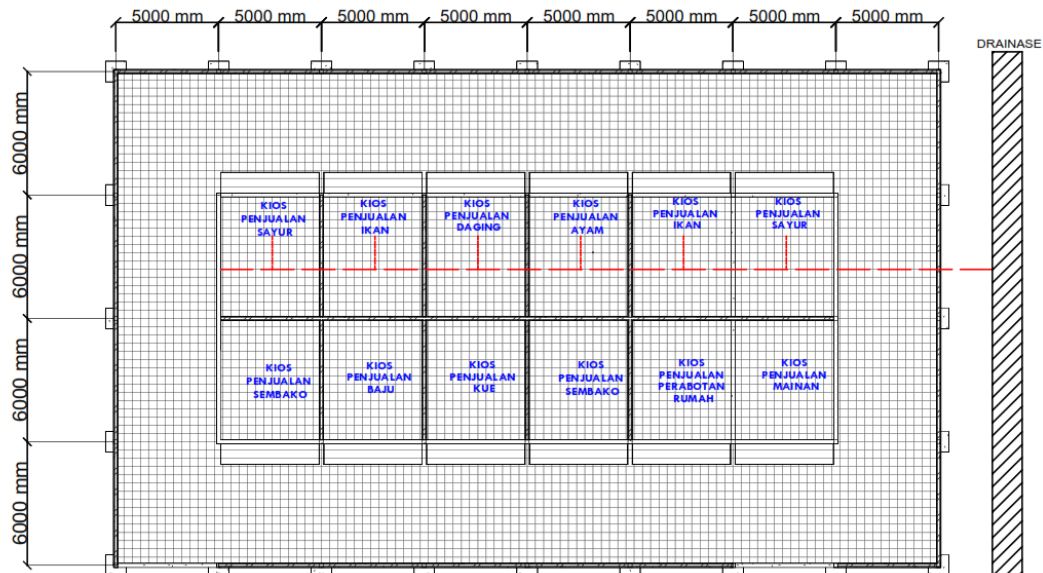 5000 mm 5000 mm 5000 mm 5000 mm 5000 mm 5000 mm 5000 mm 5000 mm
DRAINASE
6000 mm
6000 mm
6000 mm
6000 mm
KIOS
PENJUALAN
SAYUR
KIOS
PENJUALAN
IKAN
KIOS
PENJUALAN
DAGING
KIOS
PENJUALAN
AYAM
KIOS
PENJUALAN
IKAN
KIOS
PENJUALAN
SAYUR
KIOS
PENJUALAN
SEMBAKO
KIOS
PENJUALAN
BAJU
KIOS
PENJUALAN
KUE
KIOS
PENJUALAN
SEMBAKO
KIOS
PENJUALAN
PERABOTAN
RUMAH
KIOS
PENJUALAN
MAINAN